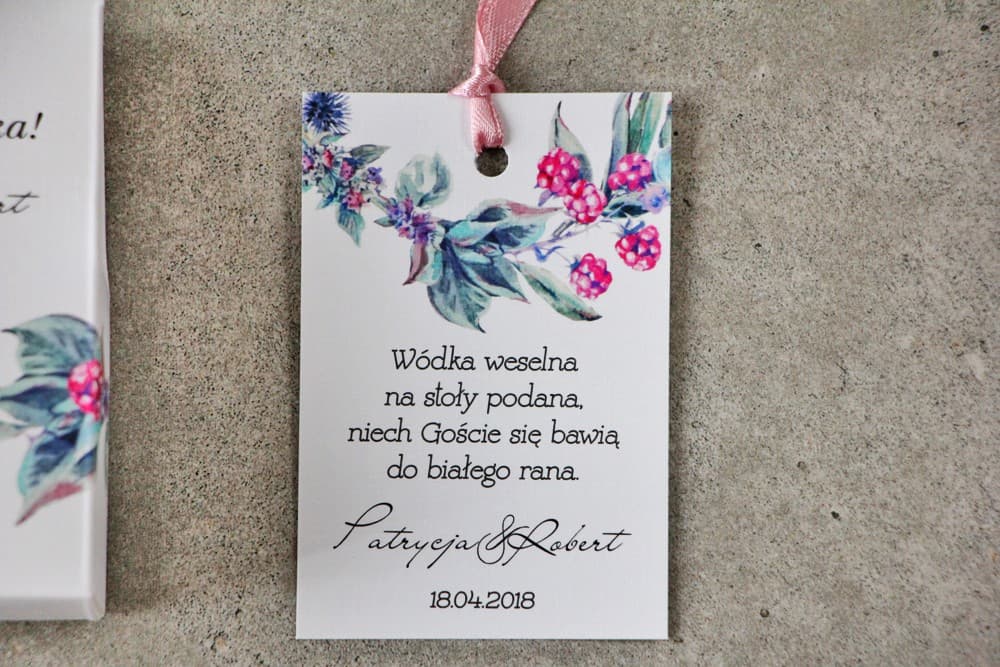 Wódka weselna
na stoły podana,
niech Goście się bawią
do białego rana.
Patrycja&Robert
18.04.2018